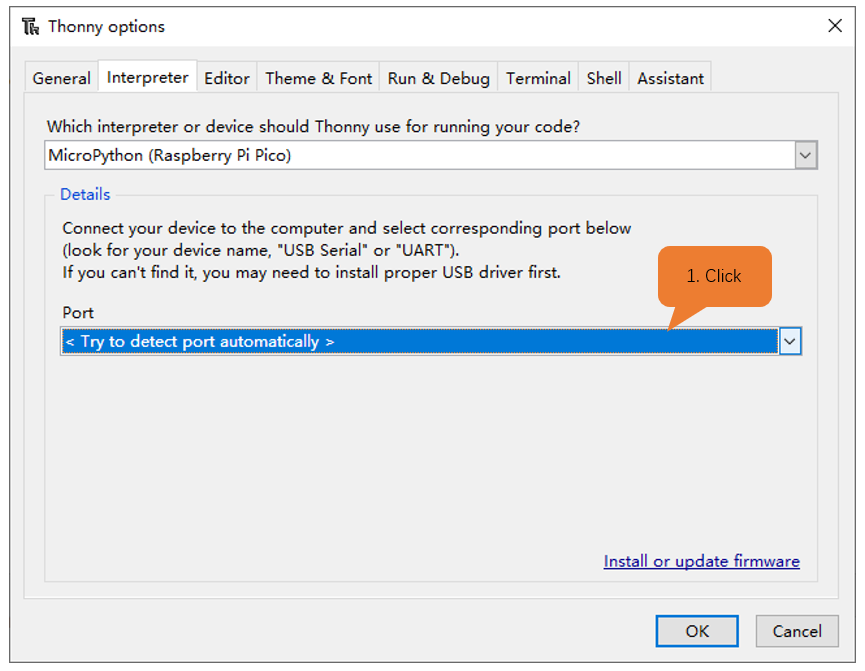 Thonny options
General Interpreter Editor Theme & Font Run & Debug Terminal Shell Assistant
Which interpreter or device should Thonny use for running your code?
MicroPython (Raspberry Pi Pico)
Details
Connect your device to the computer and select corresponding port below
(look for your device name, "USB Serial" or "UART").
If you can't find it, you may need to install proper USB driver first.
1. Click
Port
< Try to detect port automatically >
Install or update firmware
OK Cancel